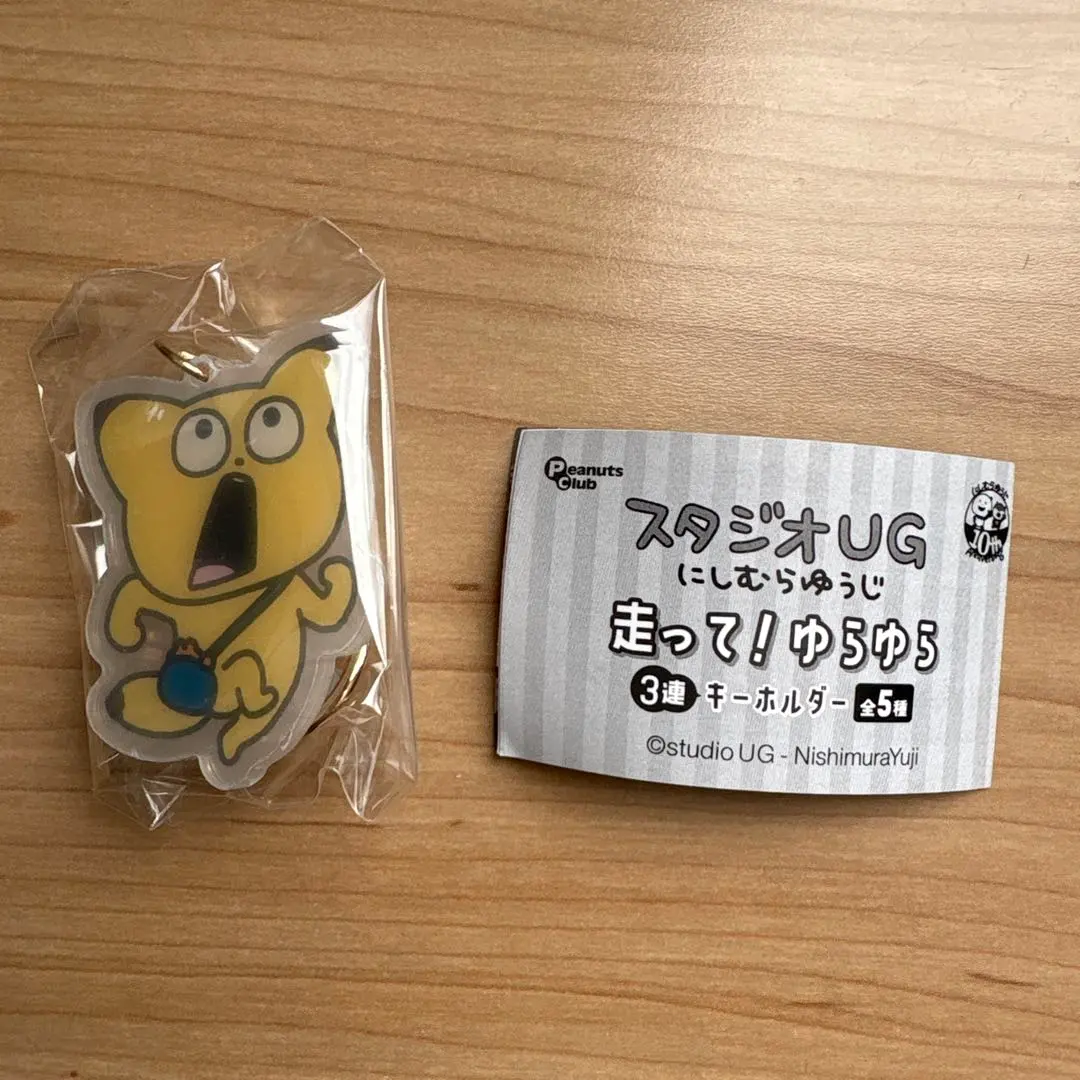 Peanuts
Club
スタジオUG
にしむらゆうじ
走って!ゆらゆら
3連 キーホルダー 全5種
©studio UG - NishimuraYuji
10th